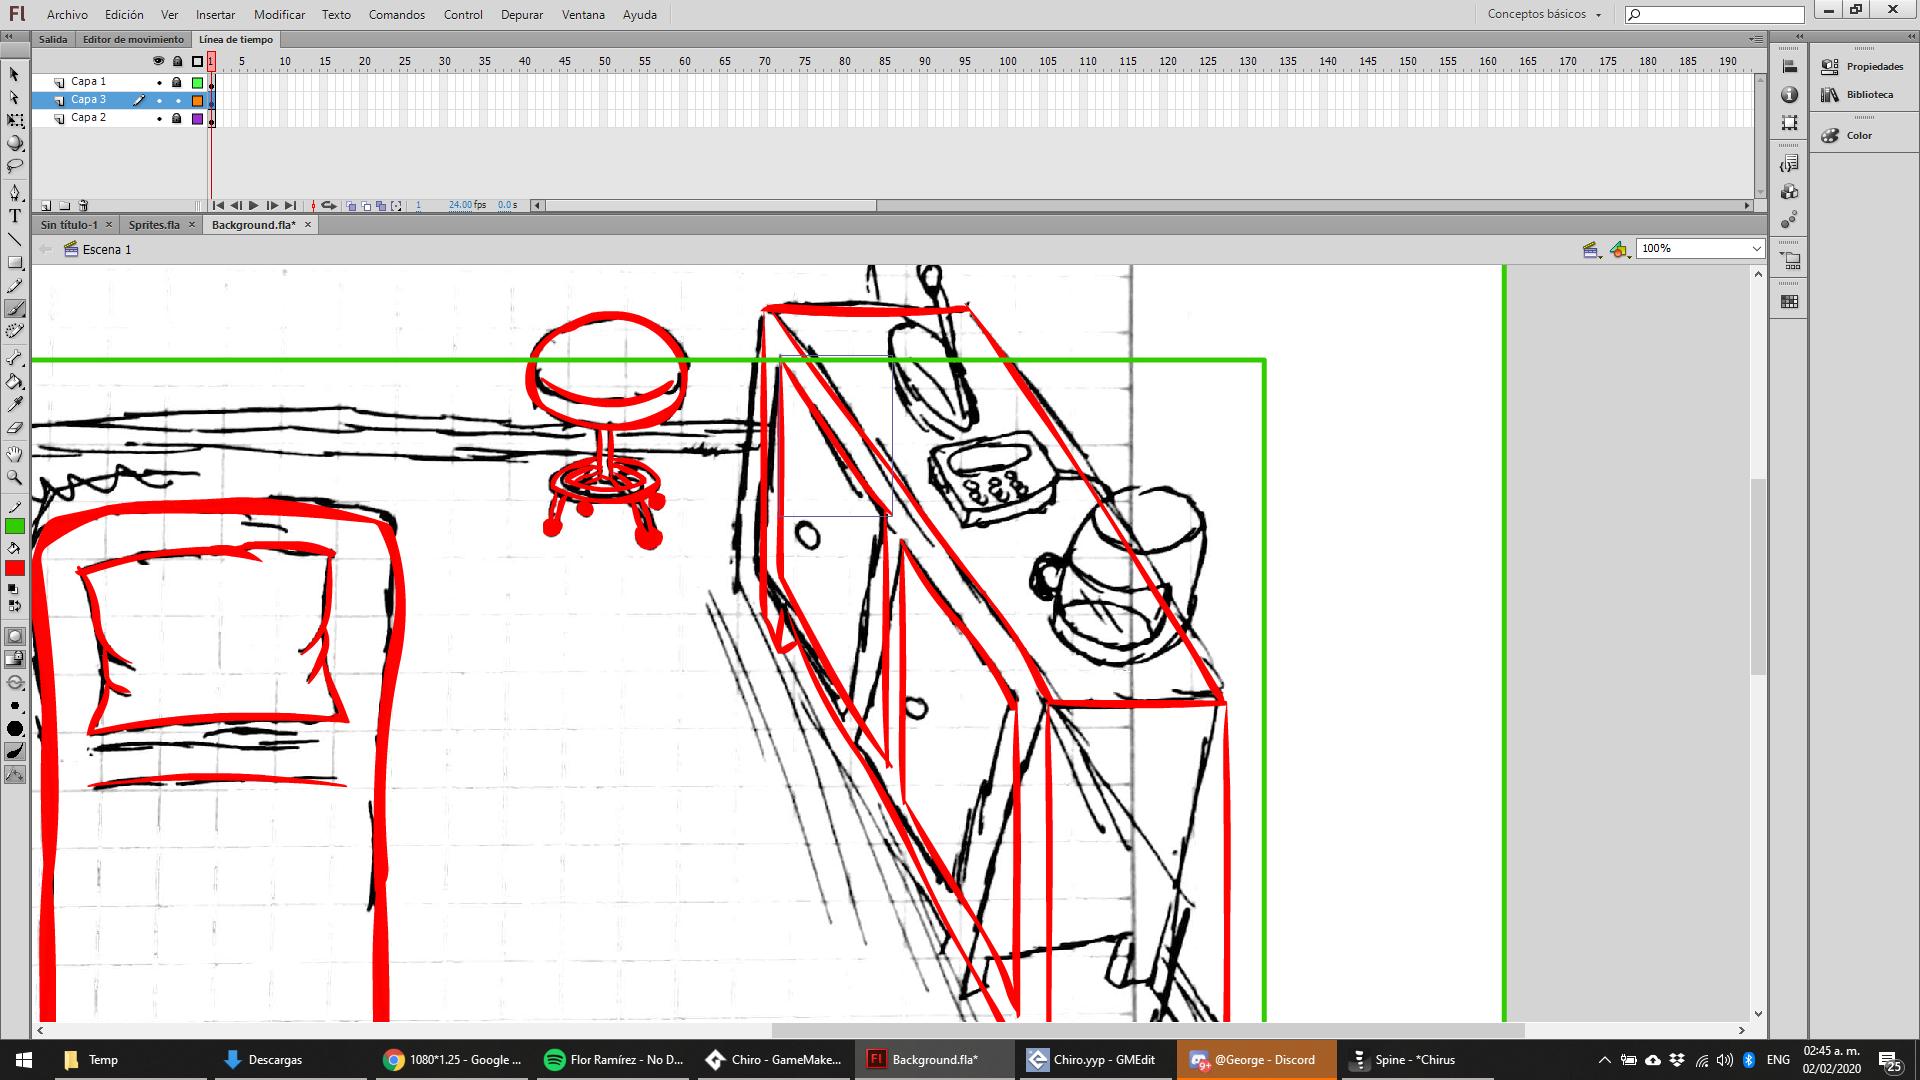 Fl Archivo Edición Ver Insertar Modificar Texto Comandos Control Depurar Ventana Ayuda Conceptos básicos
Salida Editor de movimiento Línea de tiempo
1 5 10 15 20 25 30 35 40 45 50 55 60 65 70 75 80 85 90 95 100 105 110 115 120 125 130 135 140 145 150 155 160 165 170 175 180 185 190
Capa 1
Capa 3
Capa 2
1 24.00 fps 0.0 s
Propiedades
Biblioteca
Color
Sin título-1 × Sprites.fla × Background.fla* ×
Escena 1 100%
Temp Descargas 1080*1.25 - Google ... Flor Ramírez - No D... Chiro - GameMake... Fl Background.fla* Chiro.yyp - GMEdit @George - Discord Spine - *Chirus ENG 02:45 a. m.
9+ 02/02/2020 25